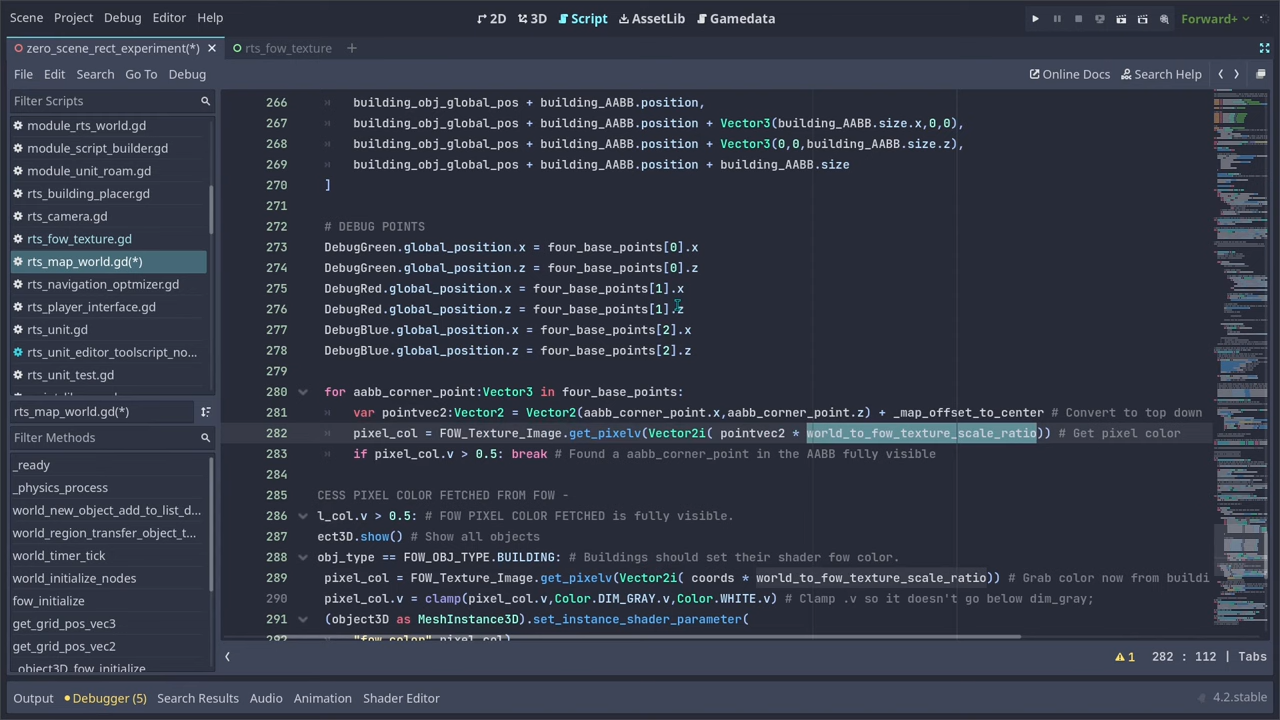 Scene Project Debug Editor Help 2D 3D Script AssetLib Gamedata Forward+
zero_scene_rect_experiment(*) rts_fow_texture
File Edit Search Go To Debug Online Docs Search Help
Filter Scripts
module_rts_world.gd
module_script_builder.gd
module_unit_roam.gd
rts_building_placer.gd
rts_camera.gd
rts_fow_texture.gd
rts_map_world.gd(*)
rts_navigation_optmizer.gd
rts_player_interface.gd
rts_unit.gd
rts_unit_editor_toolscript_no...
rts_unit_test.gd
rts_map_world.gd(*)
Filter Methods
_ready
_physics_process
world_new_object_add_to_list_d...
world_region_transfer_object_t...
world_timer_tick
world_initialize_nodes
fow_initialize
get_grid_pos_vec3
get_grid_pos_vec2
_object3D_fow_initialize
266 building_obj_global_pos + building_AABB.position,
267 building_obj_global_pos + building_AABB.position + Vector3(building_AABB.size.x,0,0),
268 building_obj_global_pos + building_AABB.position + Vector3(0,0,building_AABB.size.z),
269 building_obj_global_pos + building_AABB.position + building_AABB.size
270 ]
271
272 # DEBUG POINTS
273 DebugGreen.global_position.x = four_base_points[0].x
274 DebugGreen.global_position.z = four_base_points[0].z
275 DebugRed.global_position.x = four_base_points[1].x
276 DebugRed.global_position.z = four_base_points[1].z
277 DebugBlue.global_position.x = four_base_points[2].x
278 DebugBlue.global_position.z = four_base_points[2].z
279
280 for aabb_corner_point:Vector3 in four_base_points:
281 var pointvec2:Vector2 = Vector2(aabb_corner_point.x,aabb_corner_point.z) + _map_offset_to_center # Convert to top down
282 pixel_col = FOW_Texture_Image.get_pixelv(Vector2i( pointvec2 * world_to_fow_texture_scale_ratio)) # Get pixel color
283 if pixel_col.v > 0.5: break # Found a aabb_corner_point in the AABB fully visible
284
285 CESS PIXEL COLOR FETCHED FROM FOW -
286 l_col.v > 0.5: # FOW PIXEL COLOR FETCHED is fully visible.
287 ect3D.show() # Show all objects
288 obj_type == FOW_OBJ_TYPE.BUILDING: # Buildings should set their shader fow color.
289 pixel_col = FOW_Texture_Image.get_pixelv(Vector2i( coords * world_to_fow_texture_scale_ratio)) # Grab color now from buildi
290 pixel_col.v = clamp(pixel_col.v,Color.DIM_GRAY.v,Color.WHITE.v) # Clamp .v so it doesn't go below dim_gray;
291 (object3D as MeshInstance3D).set_instance_shader_parameter(
292 "fow_color",pixel_col)
1 282 : 112 | Tabs
Output Debugger (5) Search Results Audio Animation Shader Editor 4.2.stable